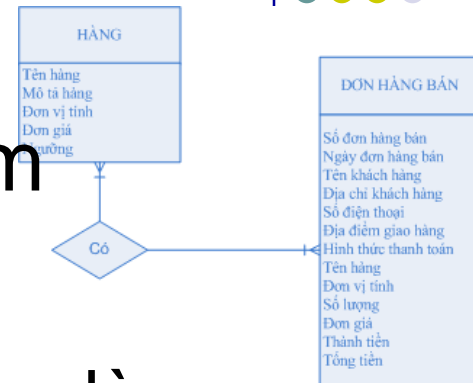 HÀNG
Tên hàng
Mô tả hàng
Đơn vị tính
Đơn giá
m
Có
ĐƠN HÀNG BÁN
Số đơn hàng bán
Ngày đơn hàng bán
Tên khách hàng
Địa chỉ khách hàng
Số điện thoại
Địa điểm giao hàng
Hình thức thanh toán
Tên hàng
Đơn vị tính
Số lượng
Đơn giá
Thành tiền
Tổng tiền